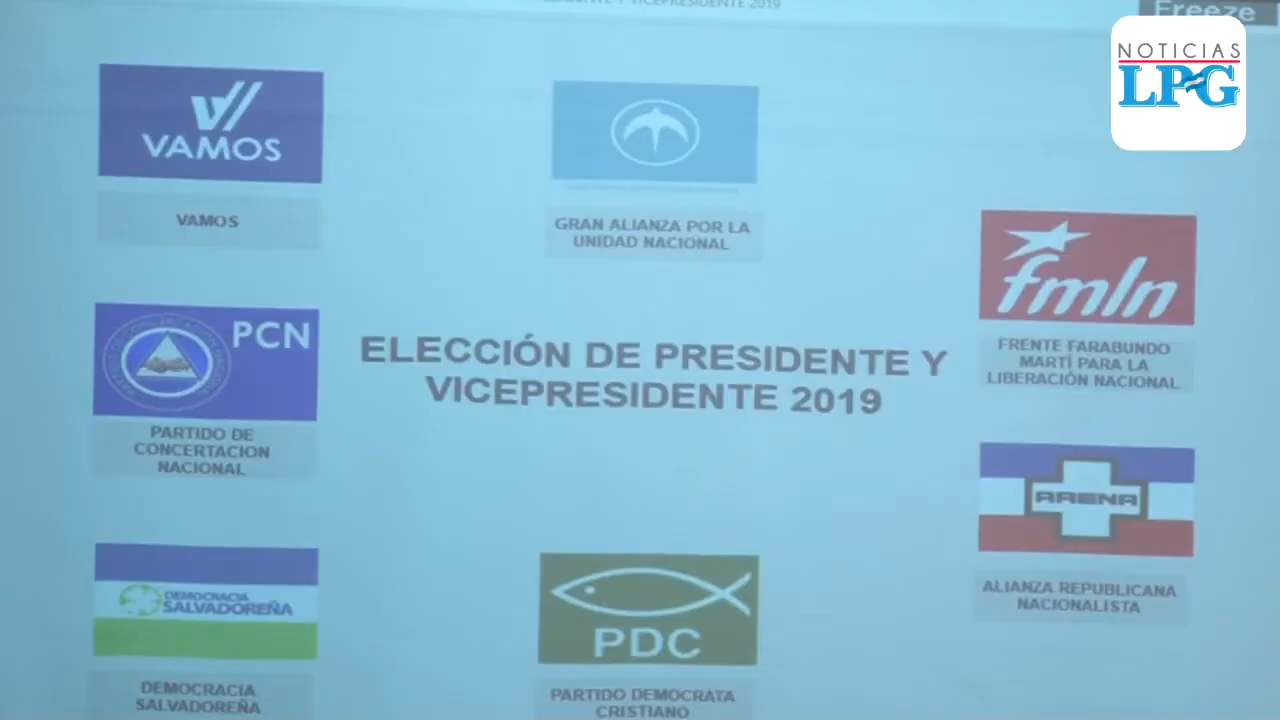 VICEPRESIDENTE 2019
Freeze
NOTICIAS
LPG
VAMOS
VAMOS
GRAN ALIANZA POR LA
UNIDAD NACIONAL
fmln
FRENTE FARABUNDO
MARTÍ PARA LA
LIBERACIÓN NACIONAL
PCN
PARTIDO DE
CONCERTACION
NACIONAL
ELECCIÓN DE PRESIDENTE Y
VICEPRESIDENTE 2019
ARENA
ALIANZA REPUBLICANA
NACIONALISTA
DEMOCRACIA
SALVADOREÑA
DEMOCRACIA
SALVADOREÑA
PDC
PARTIDO DEMOCRATA
CRISTIANO